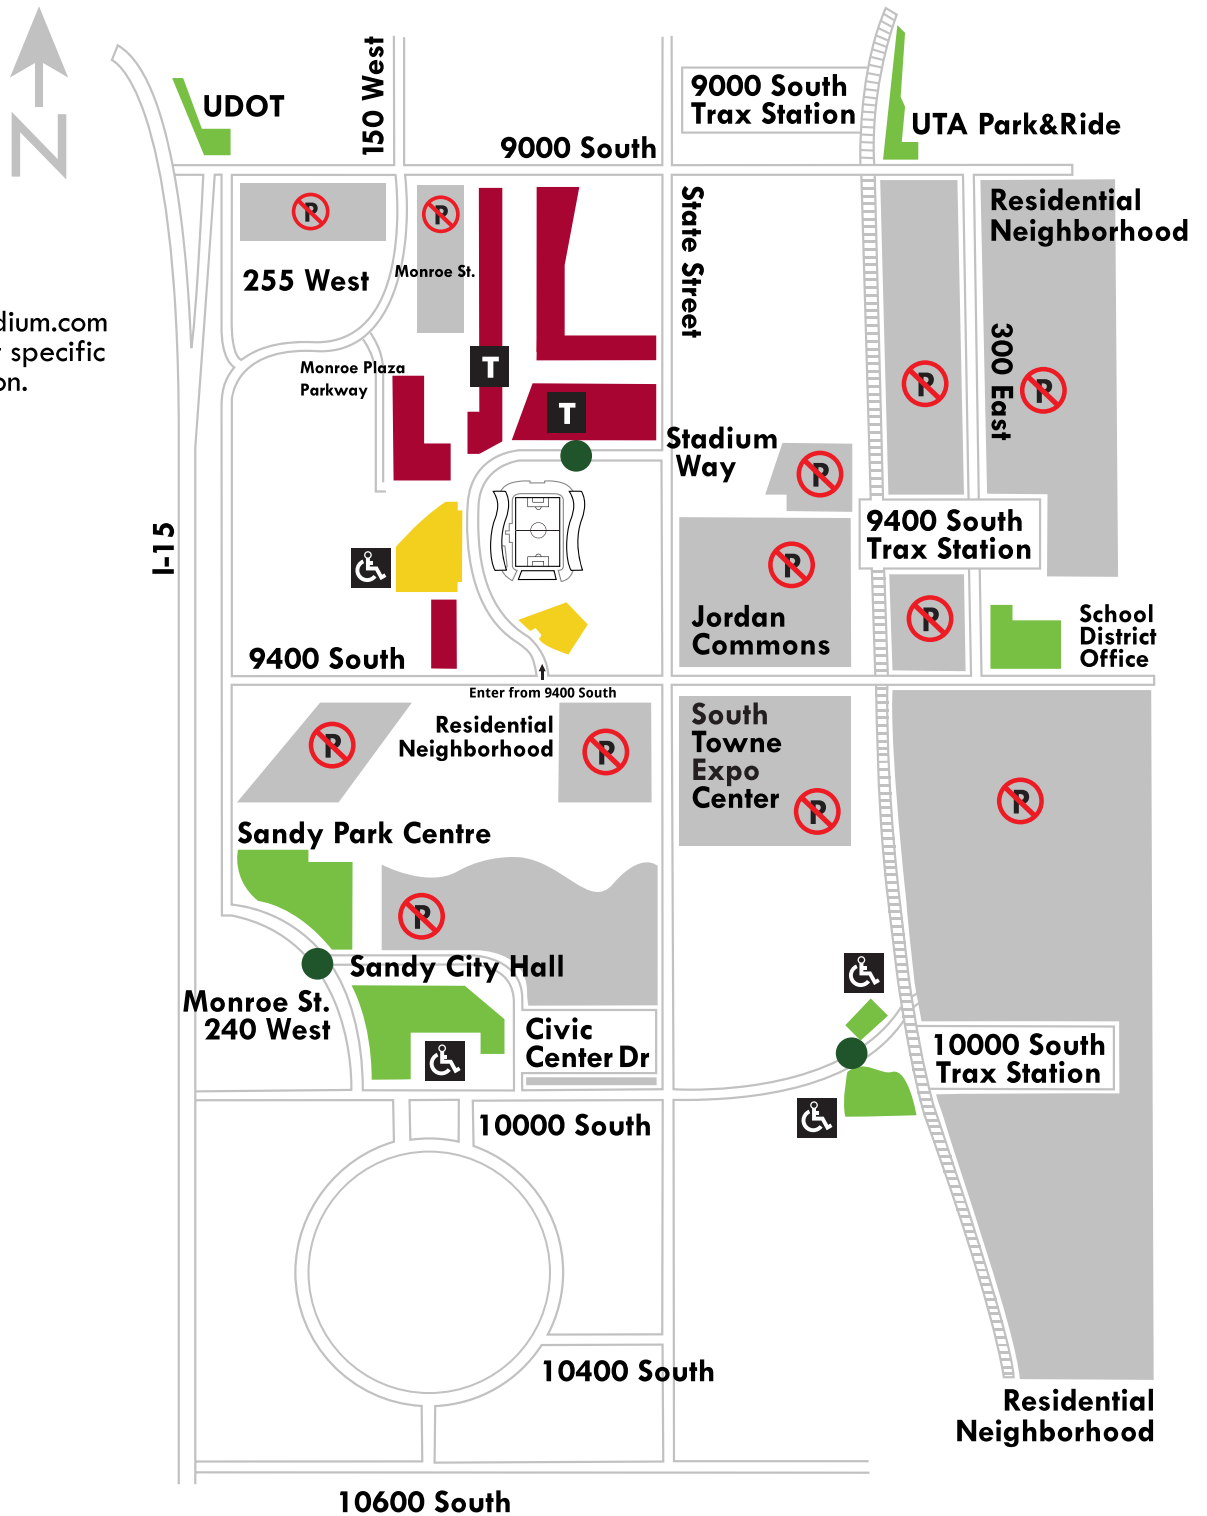 150 West
9000 South
Trax Station
UDOT
UTA Park&Ride
9000 South
N
P
P
State Street
Residential
Neighborhood
255 West
Monroe St.
dium.com
specific
on.
300 East
Monroe Plaza
Parkway
T
P
P
T
Stadium
Way
P
I-15
9400 South
Trax Station
P
Jordan
Commons
P
School
District
Office
9400 South
Enter from 9400 South
Residential
Neighborhood
P
P
South
Towne
Expo
Center
P
P
Sandy Park Centre
P
Sandy City Hall
Monroe St.
240 West
Civic
Center Dr
10000 South
Trax Station
10000 South
10400 South
Residential
Neighborhood
10600 South